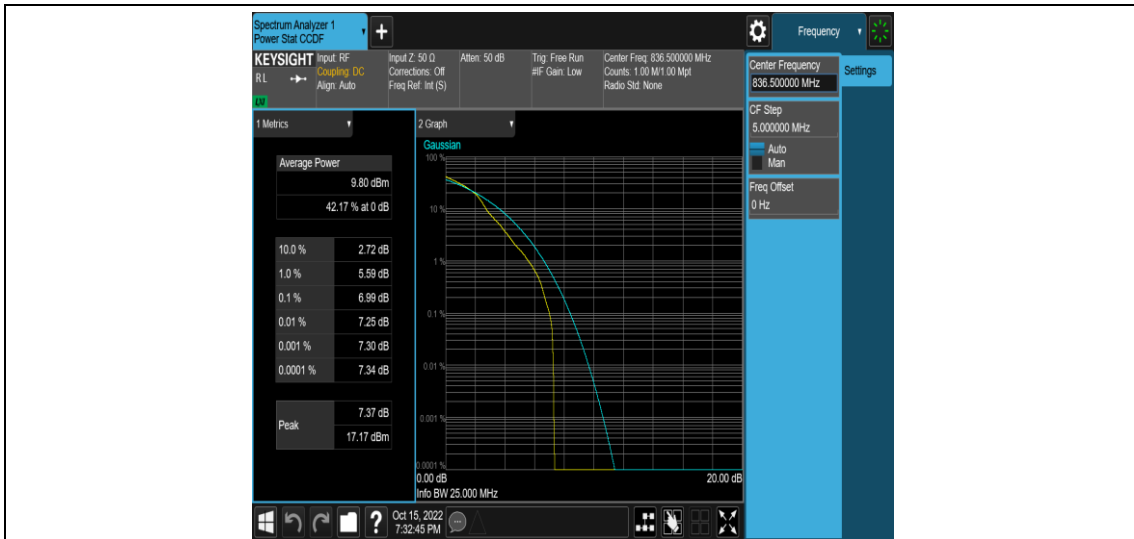 Spectrum Analyzer 1
Power Stat CCDF
+
Frequency
KEYSIGHT
RL
LXI
Input: RF
Coupling: DC
Align: Auto
Input Z: 50 Ω
Corrections: Off
Freq Ref: Int (S)
Atten: 50 dB
Trig: Free Run
#IF Gain: Low
Center Freq: 836.500000 MHz
Counts: 1.00 M/1.00 Mpt
Radio Std: None
Center Frequency
836.500000 MHz
Settings
CF Step
5.000000 MHz
Auto
Man
Freq Offset
0 Hz
1 Metrics
Average Power
9.80 dBm
42.17 % at 0 dB
10.0 % 2.72 dB
1.0 % 5.59 dB
0.1 % 6.99 dB
0.01 % 7.25 dB
0.001 % 7.30 dB
0.0001 % 7.34 dB
Peak
7.37 dB
17.17 dBm
2 Graph
Gaussian
100 %
10 %
1 %
0.1 %
0.01 %
0.001 %
0.0001 %
0.00 dB 20.00 dB
Info BW 25.000 MHz
?
Oct 15, 2022
7:32:45 PM